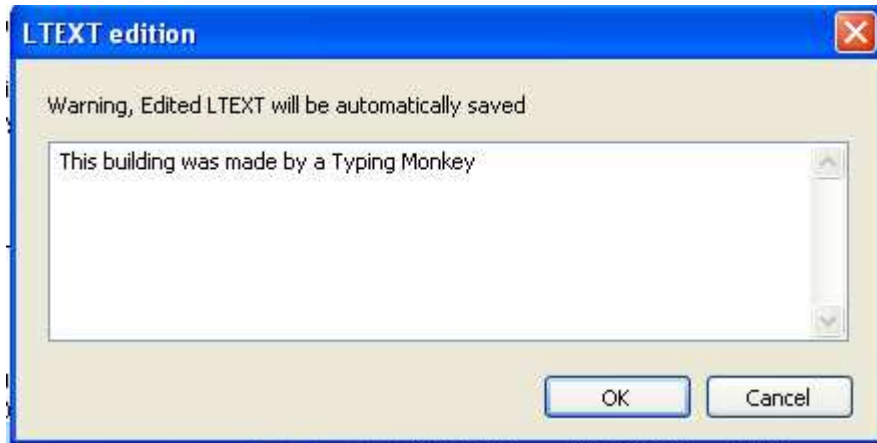 LTEXT edition
Warning, Edited LTEXT will be automatically saved
This building was made by a Typing Monkey
OK
Cancel